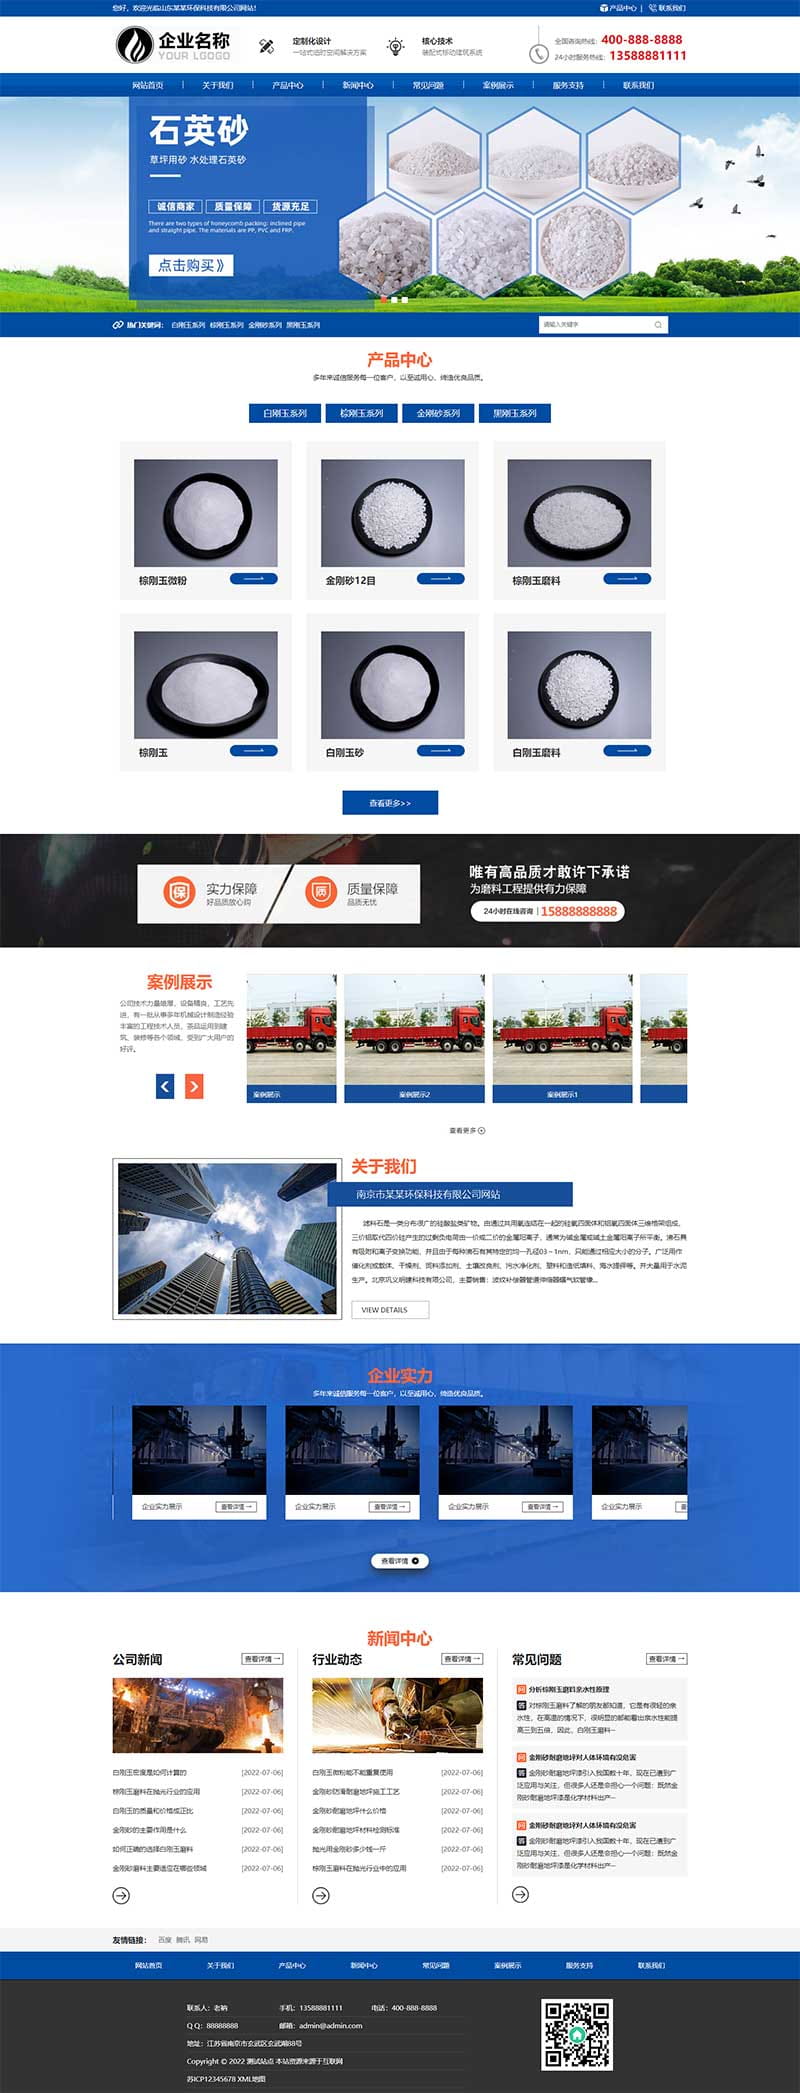 您好，欢迎光临山东某某环保科技有限公司网站！
产品中心 | 联系我们
企业名称
YOUR LGOGO
定制化设计
一站式临时空间解决方案
核心技术
装配式移动建筑系统
全国咨询热线：400-888-8888
24小时服务热线：13588881111
网站首页 关于我们 产品中心 新闻中心 常见问题 案例展示 服务支持 联系我们
石英砂
草坪用砂 水处理石英砂
诚信商家 质量保障 货源充足
There are two types of honeycomb packing: inclined pipe
and straight pipe. The materials are PP, PVC and FRP.
点击购买》
热门关键词： 白刚玉系列 棕刚玉系列 金刚砂系列 黑刚玉系列
请输入关键字
产品中心
多年来诚信服务每一位客户，以至诚用心、缔造优良品质。
白刚玉系列 棕刚玉系列 金刚砂系列 黑刚玉系列
棕刚玉微粉
金刚砂12目
棕刚玉磨料
棕刚玉
白刚玉砂
白刚玉磨料
查看更多>>
保 实力保障
好品质放心购
质 质量保障
品质无忧
唯有高品质才敢许下承诺
为磨料工程提供有力保障
24小时在线咨询 | 15888888888
案例展示
公司技术力量雄厚，设备精良，工艺先
进，有一批从事多年机械设计制造经验
丰富的工程技术人员，茶品运用到建
筑、装修等各个领域，受到广大用户的
好评。
案例展示
案例展示2
案例展示1
查看更多
关于我们
南京市某某环保科技有限公司网站
滤料石是一类分布很广的硅酸盐类矿物。由通过共用氧连结在一起的硅氧四面体和铝氧四面体三维格架组成，
三价铝取代四价硅产生的过剩负电荷由一价或二价的金属阳离子，通常为碱金属或碱土金属阳离子所平衡。沸石具
有吸附和离子交换功能，并且由于每种沸石有其特定的均一孔径03～1nm，只能通过相应大小的分子。广泛用作
催化剂或载体、干燥剂、饲料添加剂、土壤改良剂、污水净化剂、塑料和造纸填料、海水提钾等。并大量用于水泥
生产。北京巩义明建科技有限公司，主要销售：波纹补偿器管道伸缩器曝气软管橡...
VIEW DETAILS
企业实力
多年来诚信服务每一位客户，以至诚用心、缔造优良品质。
企业实力展示 查看详情→
企业实力展示 查看详情→
企业实力展示 查看详情→
企业实力展示 查
查看详情
新闻中心
公司新闻 查看详情→
白刚玉密度是如何计算的 [2022-07-06]
棕刚玉磨料在抛光行业的应用 [2022-07-06]
白刚玉的质量和价格成正比 [2022-07-06]
金刚砂的主要作用是什么 [2022-07-06]
如何正确的选择白刚玉磨料 [2022-07-06]
金刚砂磨料主要适应在哪些领域 [2022-07-06]
行业动态 查看详情→
白刚玉微粉能不能重复使用 [2022-07-06]
金刚砂防滑耐磨地坪施工工艺 [2022-07-06]
金刚砂耐磨地坪什么价格 [2022-07-06]
金刚砂耐磨地坪材料检测标准 [2022-07-06]
抛光用金刚砂多少钱一斤 [2022-07-06]
棕刚玉磨料在抛光行业中的应用 [2022-07-06]
常见问题 查看详情→
问 分析棕刚玉磨料亲水性原理
答 对棕刚玉磨料了解的朋友都知道，它是有很轻的亲
水性，在高温的情况下，很明显的都能看出亲水性能提
高三到五倍，因此，白刚玉磨料···
问 金刚砂耐磨地坪对人体环境有没危害
答 金刚砂耐磨地坪漆引入我国数十年，现在已遭到广
泛应用与关注，但很多人还是非担心一个问题：既然金
刚砂耐磨地坪漆是化学材料出产···
问 金刚砂耐磨地坪对人体环境有没危害
答 金刚砂耐磨地坪漆引入我国数十年，现在已遭到广
泛应用与关注，但很多人还是非担心一个问题：既然金
刚砂耐磨地坪漆是化学材料出产···
友情链接： 百度 腾讯 网易
网站首页 关于我们 产品中心 新闻中心 常见问题 案例展示 服务支持 联系我们
联系人：老衲 手机：13588881111 电话：400-888-8888
Q Q：88888888 邮箱：admin@admin.com
地址：江苏省南京市玄武区玄武湖88号
Copyright © 2022 测试站点 本站资源来源于互联网
苏ICP12345678 XML地图